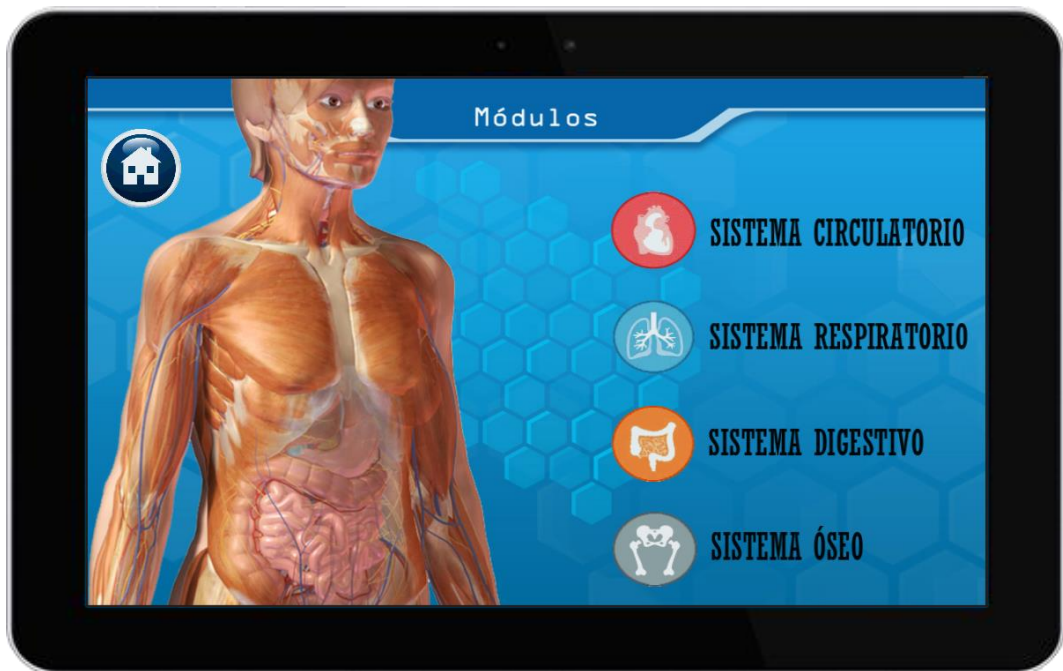 Módulos
SISTEMA CIRCULATORIO
SISTEMA RESPIRATORIO
SISTEMA DIGESTIVO
SISTEMA ÓSEO